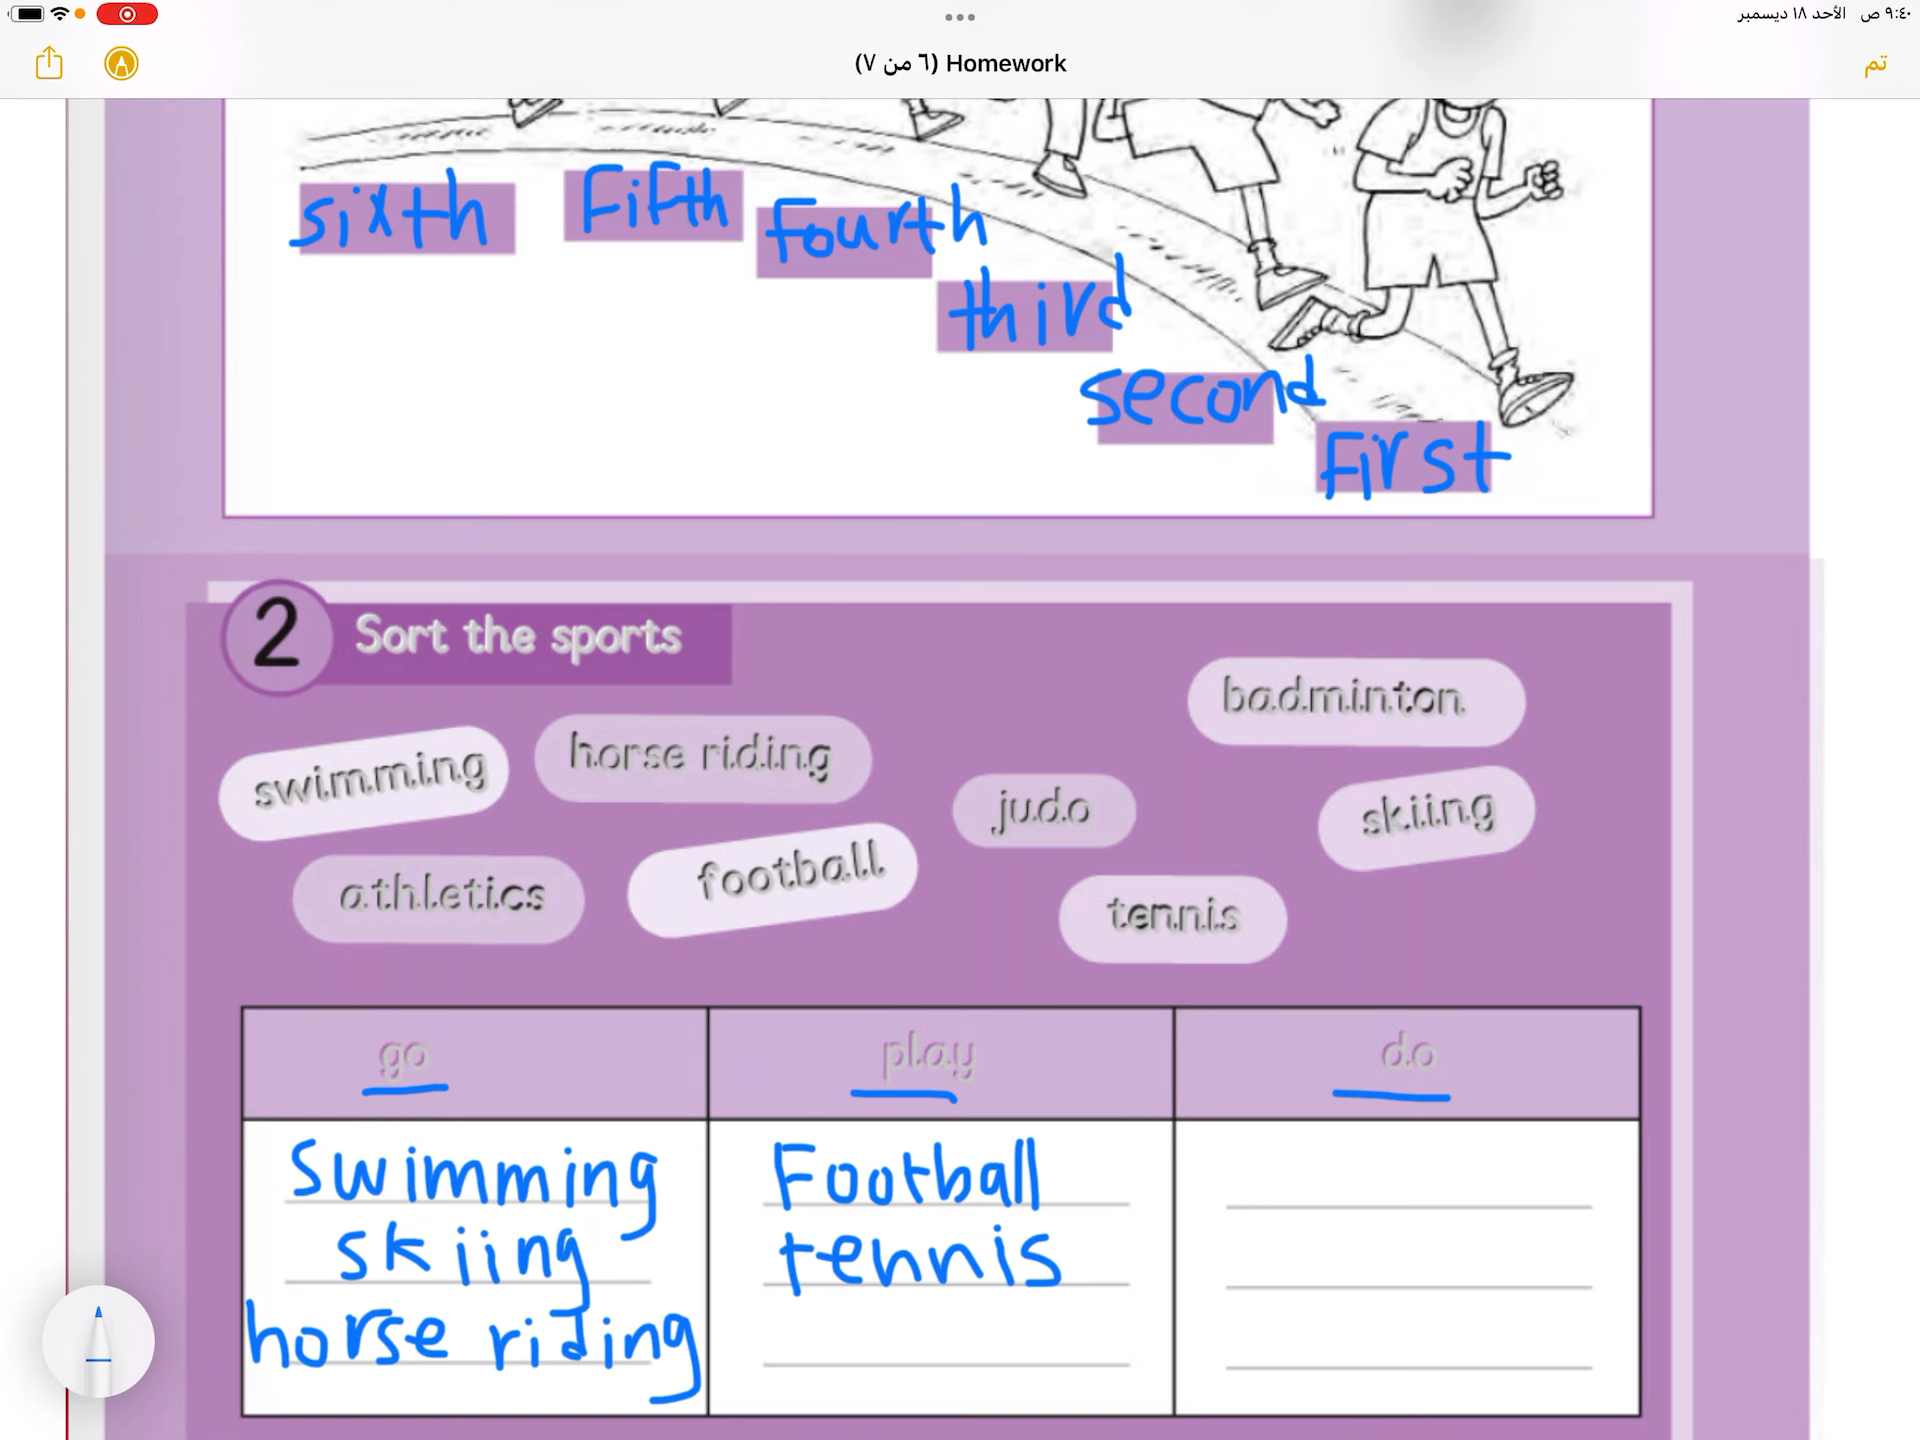 ٩:٤٠ ص الأحد ١٨ ديسمبر
Homework (٦ من ٧)
تم
sixth Fifth fourth
third
second
First
2 Sort the sports
badminton
swimming horse riding judo skiing
athletics football tennis
go play do
Swimming Football
skiing tennis
horse riding